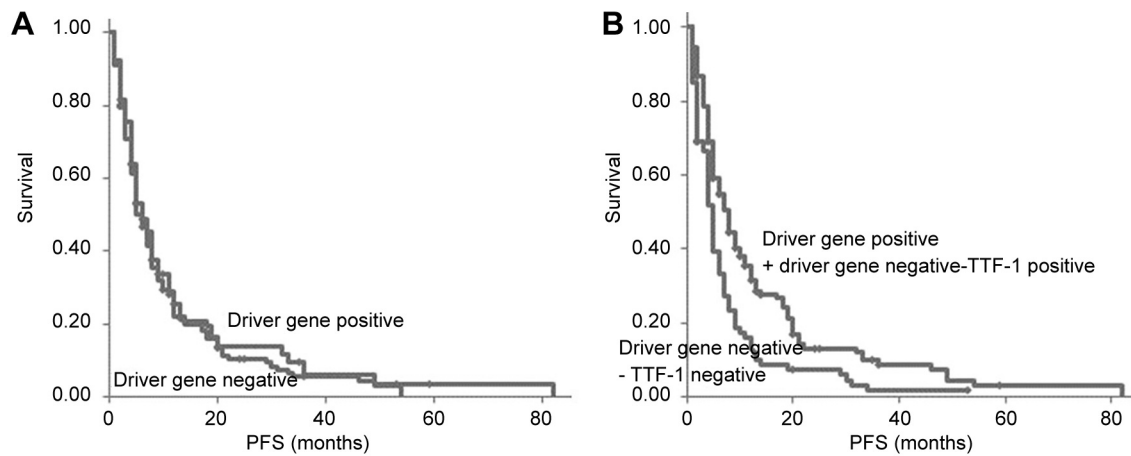 A
1.00
0.80
0.60
0.40
0.20
0.00
Survival
Driver gene positive
Driver gene negative
0
20
40
60
80
PFS (months)
B
1.00
0.80
0.60
0.40
0.20
0.00
Survival
Driver gene positive
+ driver gene negative-TTF-1 positive
Driver gene negative
- TTF-1 negative
0
20
40
60
80
PFS (months)